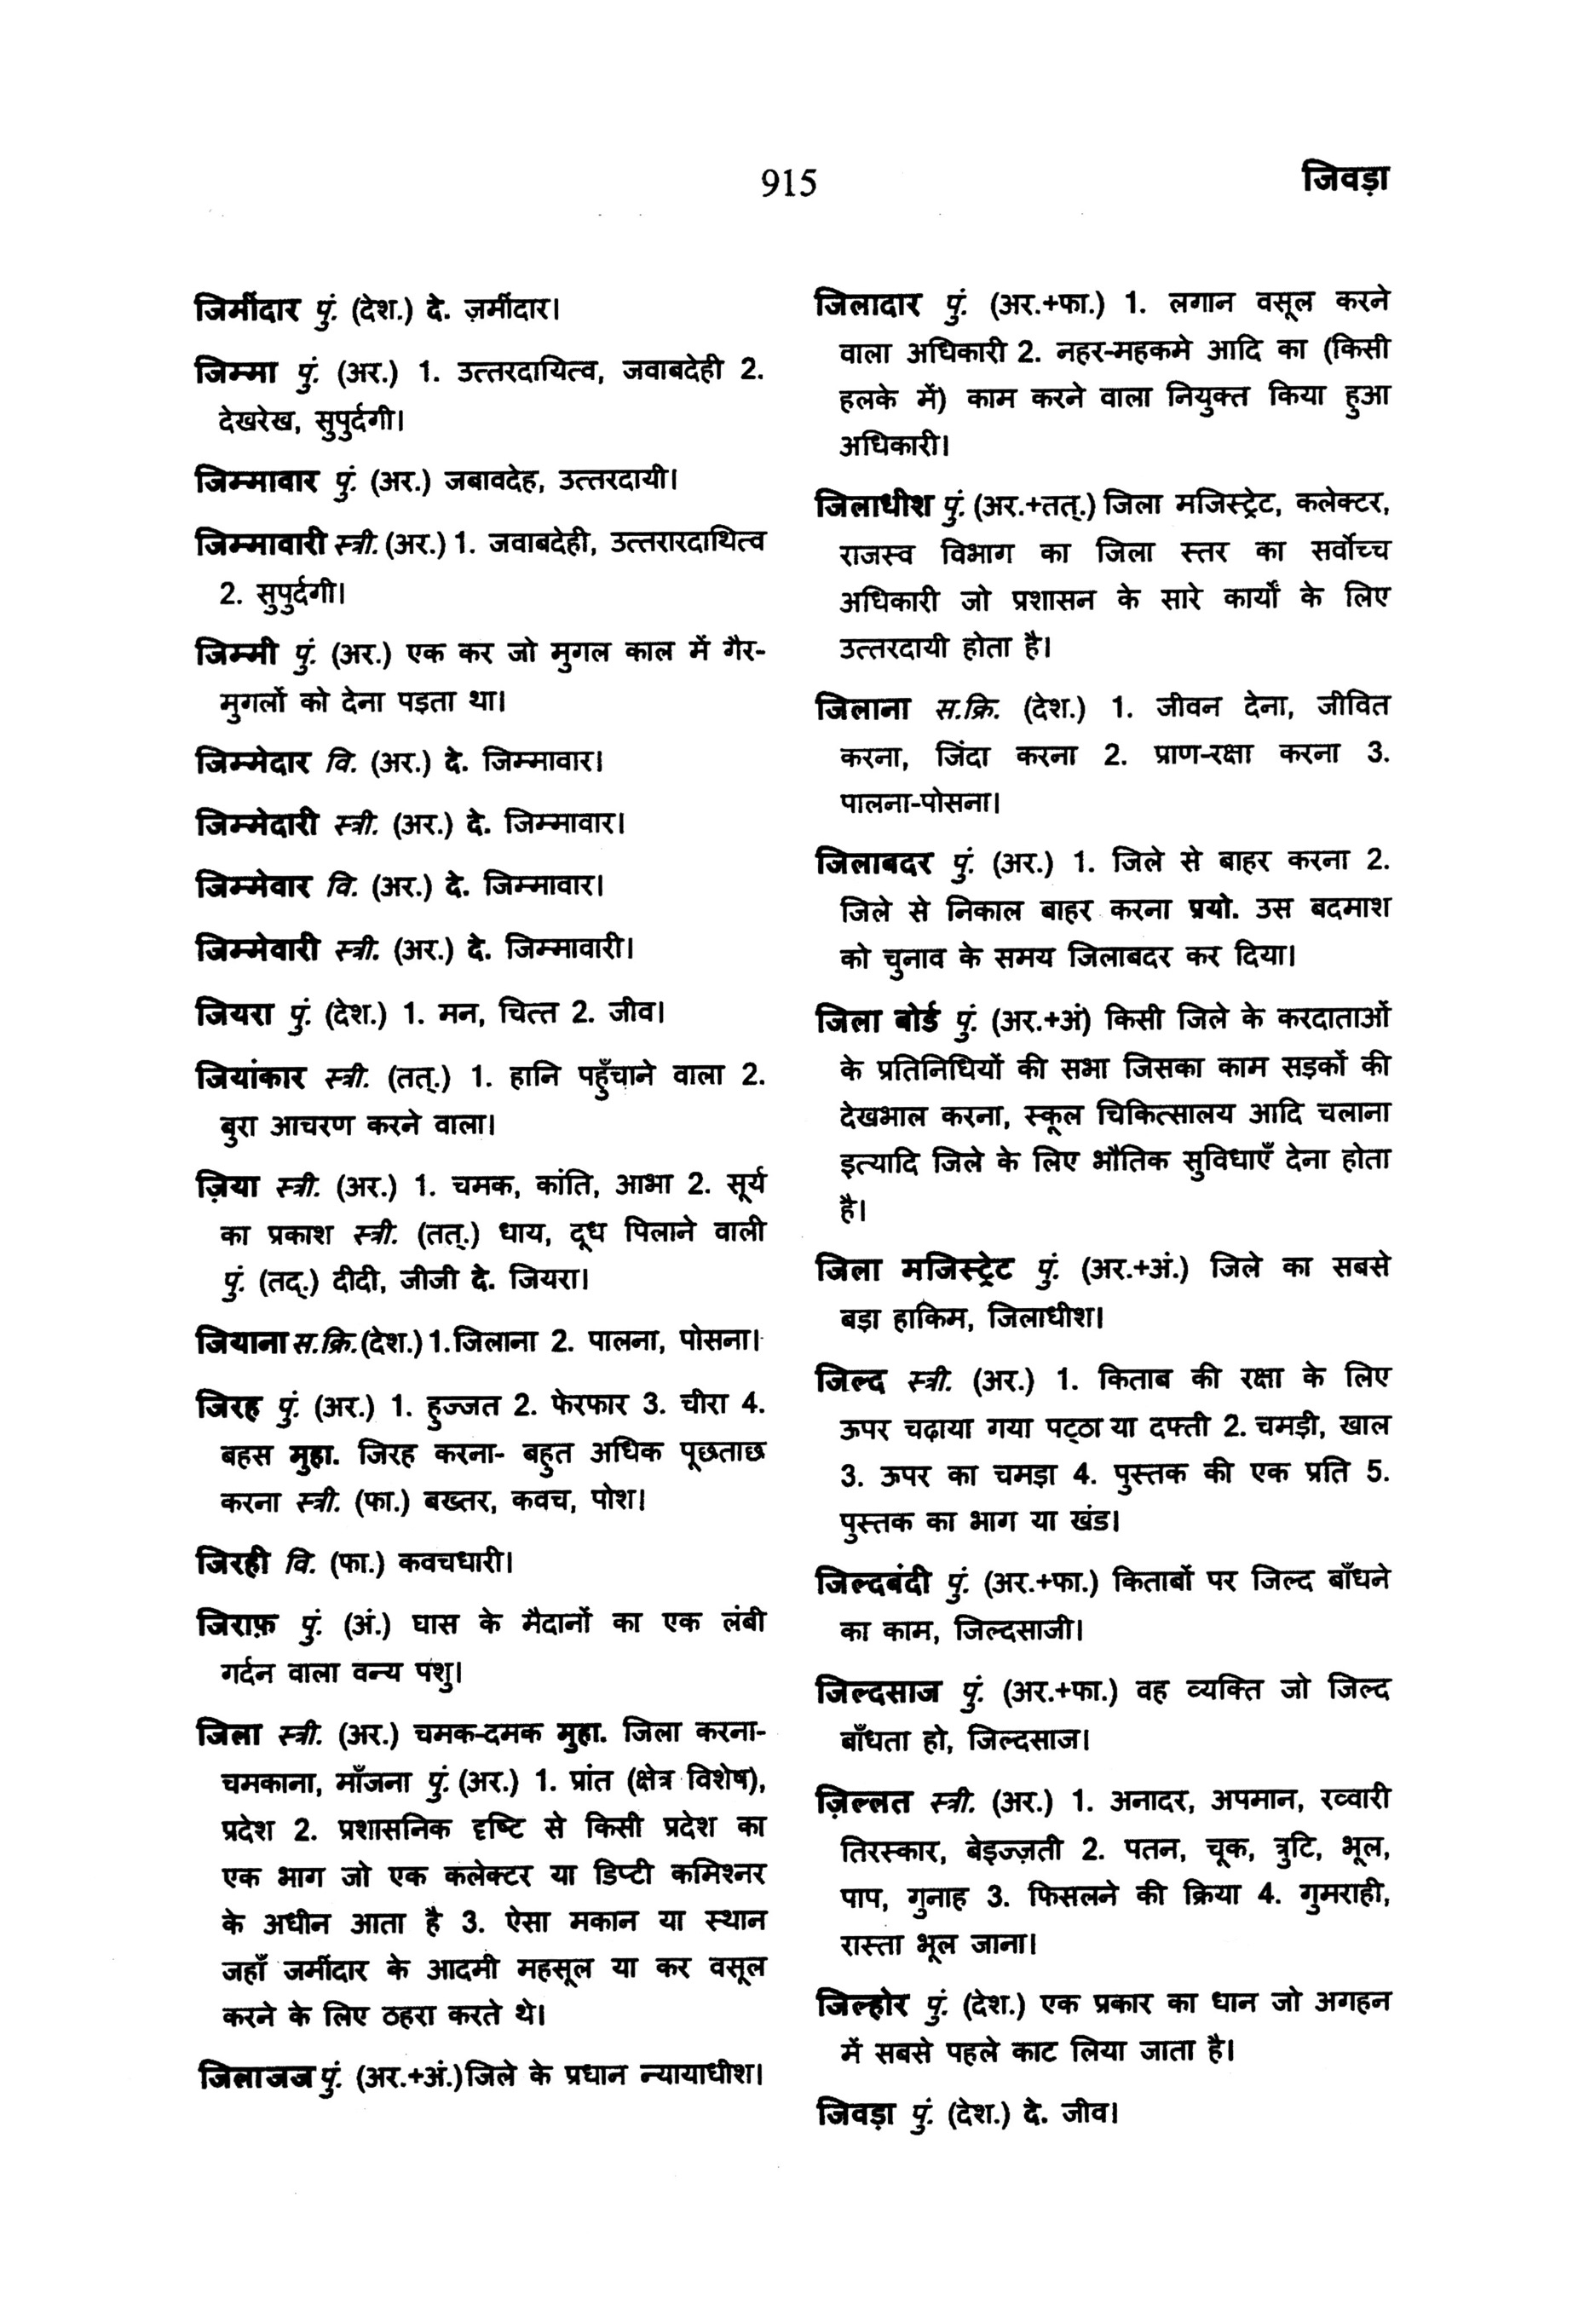 915
जिवड़ा
जिमींदार पुं. (देश.) दे. ज़मींदार।
जिम्मा पुं. (अर.) 1. उत्तरदायित्व, जवाबदेही 2.
देखरेख, सुपुर्दगी।
जिम्मावार पुं. (अर.) जबावदेह, उत्तरदायी।
जिम्मावारी स्त्री. (अर.) 1. जवाबदेही, उत्तरारदाथित्व
2. सुपुर्दगी।
जिम्मी पुं. (अर.) एक कर जो मुगल काल में गैर-
मुगलों को देना पड़ता था।
जिम्मेदार वि. (अर.) दे. जिम्मावार।
जिम्मेदारी स्त्री. (अर.) दे. जिम्मावार।
जिम्मेवार वि. (अर.) दे. जिम्मावार।
जिम्मेवारी स्त्री. (अर.) दे. जिम्मावारी।
जियरा पुं. (देश.) 1. मन, चित्त 2. जीव।
जियांकार स्त्री. (तत्.) 1. हानि पहुँचाने वाला 2.
बुरा आचरण करने वाला।
ज़िया स्त्री. (अर.) 1. चमक, कांति, आभा 2. सूर्य
का प्रकाश स्त्री. (तत्.) धाय, दूध पिलाने वाली
पुं. (तद्.) दीदी, जीजी दे. जियरा।
जियाना स.क्रि. (देश.) 1.जिलाना 2. पालना, पोसना।
जिरह पुं. (अर.) 1. हुज्जत 2. फेरफार 3. चीरा 4.
बहस मुहा. जिरह करना- बहुत अधिक पूछताछ
करना स्त्री. (फा.) बख्तर, कवच, पोश।
जिरही वि. (फा.) कवचधारी।
जिराफ़ पुं. (अं.) घास के मैदानों का एक लंबी
गर्दन वाला वन्य पशु।
जिला स्त्री. (अर.) चमक-दमक मुहा. जिला करना-
चमकाना, माँजना पुं. (अर.) 1. प्रांत (क्षेत्र विशेष),
प्रदेश 2. प्रशासनिक दृष्टि से किसी प्रदेश का
एक भाग जो एक कलेक्टर या डिप्टी कमिश्नर
के अधीन आता है 3. ऐसा मकान या स्थान
जहाँ जमींदार के आदमी महसूल या कर वसूल
करने के लिए ठहरा करते थे।
जिलाजज पुं. (अर.+अं.)जिले के प्रधान न्यायाधीश।
जिलादार पुं. (अर.+फा.) 1. लगान वसूल करने
वाला अधिकारी 2. नहर-महकमे आदि का (किसी
हलके में) काम करने वाला नियुक्त किया हुआ
अधिकारी।
जिलाधीश पुं. (अर.+तत्.) जिला मजिस्ट्रेट, कलेक्टर,
राजस्व विभाग का जिला स्तर का सर्वोच्च
अधिकारी जो प्रशासन के सारे कार्यों के लिए
उत्तरदायी होता है।
जिलाना स.क्रि. (देश.) 1. जीवन देना, जीवित
करना, जिंदा करना 2. प्राण-रक्षा करना 3.
पालना-पोसना।
जिलाबदर पुं. (अर.) 1. जिले से बाहर करना 2.
जिले से निकाल बाहर करना प्रयो. उस बदमाश
को चुनाव के समय जिलाबदर कर दिया।
जिला बोर्ड पुं. (अर.+अं) किसी जिले के करदाताओं
के प्रतिनिधियों की सभा जिसका काम सड़कों की
देखभाल करना, स्कूल चिकित्सालय आदि चलाना
इत्यादि जिले के लिए भौतिक सुविधाएँ देना होता
है।
जिला मजिस्ट्रेट पुं. (अर.+अं.) जिले का सबसे
बड़ा हाकिम, जिलाधीश।
जिल्द स्त्री. (अर.) 1. किताब की रक्षा के लिए
ऊपर चढ़ाया गया पट्ठा या दफ्ती 2. चमड़ी, खाल
3. ऊपर का चमड़ा 4. पुस्तक की एक प्रति 5.
पुस्तक का भाग या खंड।
जिल्दबंदी पुं. (अर.+फा.) किताबों पर जिल्द बाँधने
का काम, जिल्दसाजी।
जिल्दसाज पुं. (अर.+फा.) वह व्यक्ति जो जिल्द
बाँधता हो, जिल्दसाज।
ज़िल्लत स्त्री. (अर.) 1. अनादर, अपमान, रव्वारी
तिरस्कार, बेइज्ज़ती 2. पतन, चूक, त्रुटि, भूल,
पाप, गुनाह 3. फिसलने की क्रिया 4. गुमराही,
रास्ता भूल जाना।
जिल्होर पुं. (देश.) एक प्रकार का धान जो अगहन
में सबसे पहले काट लिया जाता है।
जिवड़ा पुं. (देश.) दे. जीव।